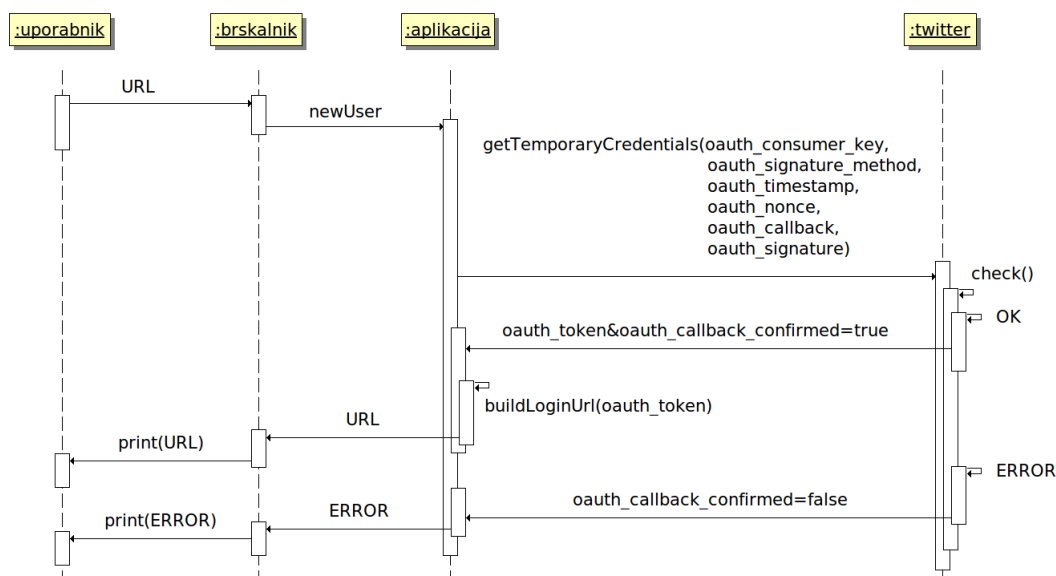 :uporabnik
:brskalnik
:aplikacija
:twitter
URL
newUser
getTemporaryCredentials(oauth_consumer_key,
oauth_signature_method,
oauth_timestamp,
oauth_nonce,
oauth_callback,
oauth_signature)
check()
OK
oauth_token&oauth_callback_confirmed=true
buildLoginUrl(oauth_token)
URL
print(URL)
ERROR
oauth_callback_confirmed=false
ERROR
print(ERROR)